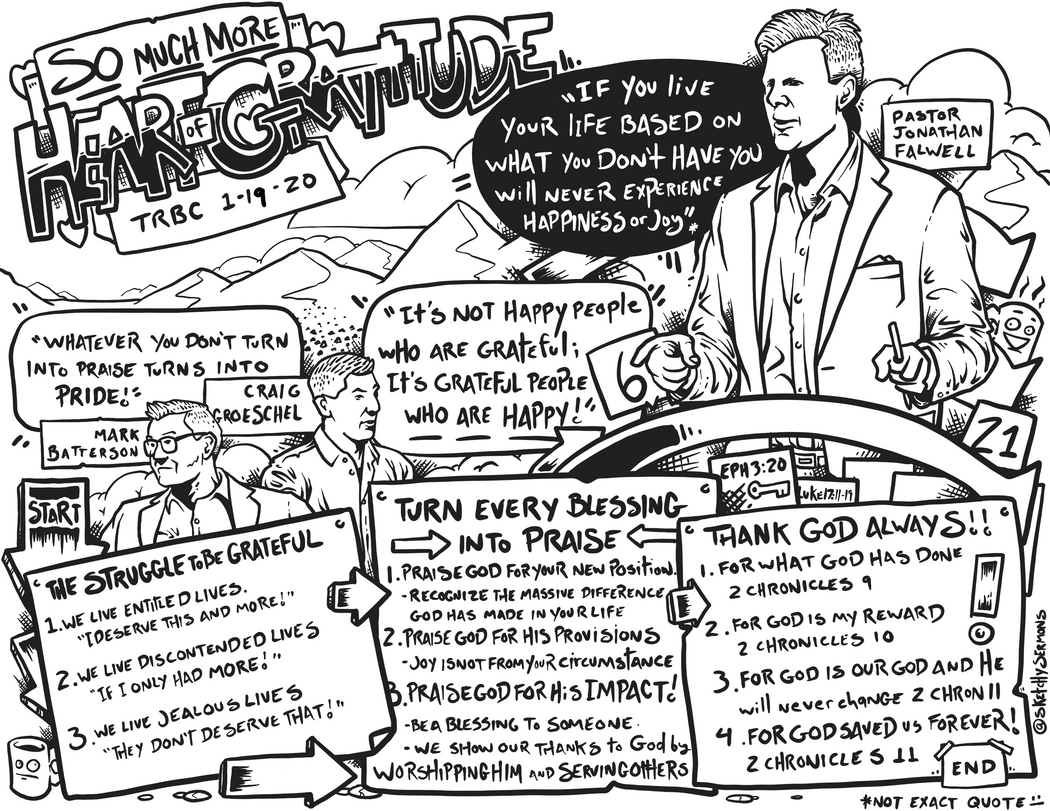 SO MUCH MORE
HEART OF GRATITUDE
TRBC 1-19-20
"IF YOU LIVE
YOUR LIFE BASED ON
WHAT YOU DON'T HAVE YOU
WILL NEVER EXPERIENCE
HAPPINESS OR JOY"*
PASTOR
JONATHAN
FALWELL
"WHATEVER YOU DON'T TURN
INTO PRAISE TURNS INTO
PRIDE!"
CRAIG
GROESCHEL
MARK
BATTERSON
"IT'S NOT HAPPY PEOPLE
WHO ARE GRATEFUL;
IT'S GRATEFUL PEOPLE
WHO ARE HAPPY!"
6
21
EPH 3:20
LUKE 17:11-19
START
THE STRUGGLE TO BE GRATEFUL
1. WE LIVE ENTITLED LIVES.
"I DESERVE THIS AND MORE!"
2. WE LIVE DISCONTENDED LIVES
"IF I ONLY HAD MORE!"
3. WE LIVE JEALOUS LIVES
"THEY DON'T DESERVE THAT!"
TURN EVERY BLESSING
INTO PRAISE
1. PRAISE GOD FOR YOUR NEW POSITION.
- RECOGNIZE THE MASSIVE DIFFERENCE
GOD HAS MADE IN YOUR LIFE
2. PRAISE GOD FOR HIS PROVISIONS
- JOY IS NOT FROM YOUR CIRCUMSTANCE
3. PRAISE GOD FOR HIS IMPACT!
- BE A BLESSING TO SOMEONE.
- WE SHOW OUR THANKS TO GOD BY
WORSHIPPING HIM AND SERVING OTHERS
THANK GOD ALWAYS!!
1. FOR WHAT GOD HAS DONE
2 CHRONICLES 9
2. FOR GOD IS MY REWARD
2 CHRONICLES 10
3. FOR GOD IS OUR GOD AND HE
will never change 2 CHRON 11
4. FOR GOD SAVED US FOREVER!
2 CHRONICLES 11
END
@SKETCHYSERMONS
*NOT EXACT QUOTE